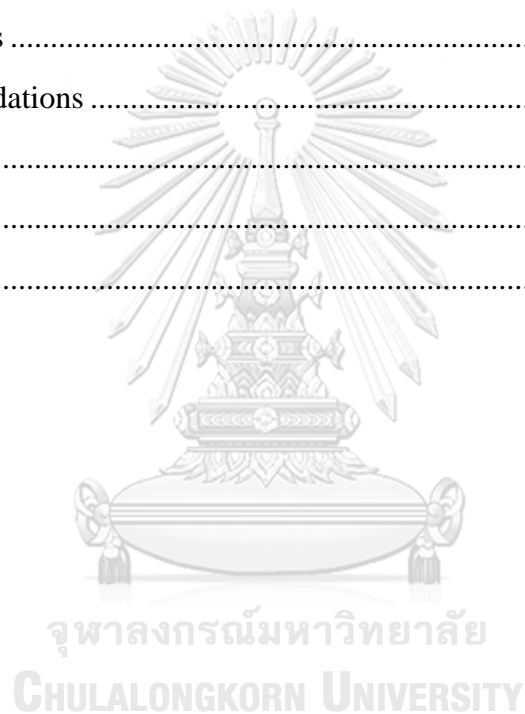 s ................................................................................
dations ................................................................
................................................................................
................................................................................
................................................................................
จุฬาลงกรณ์มหาวิทยาลัย
CHULALONGKORN UNIVERSITY